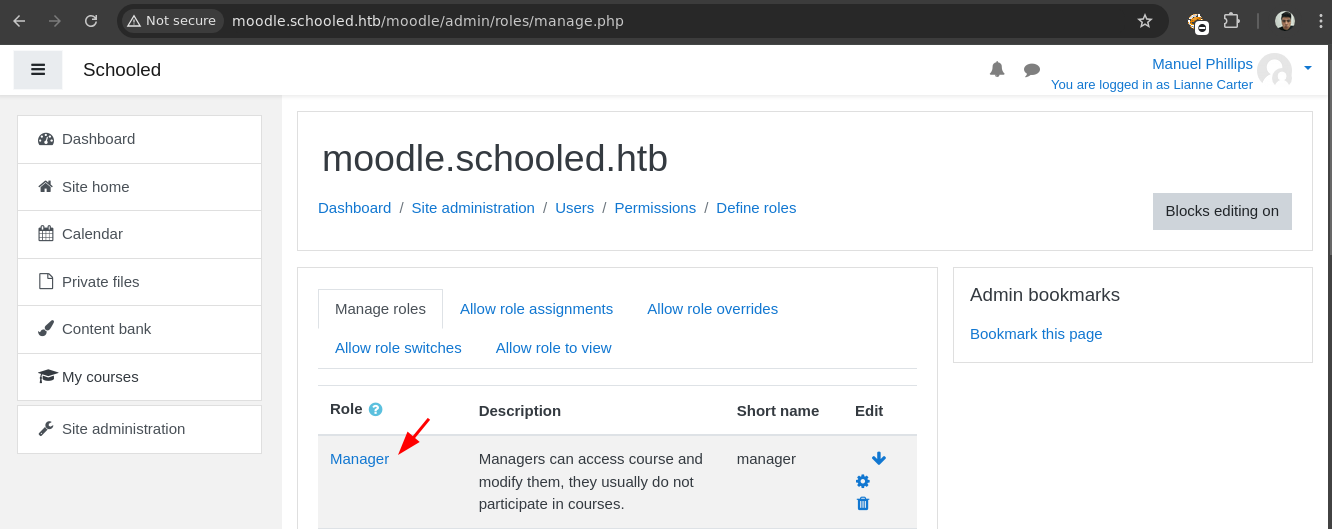 Not secure moodle.schooled.htb/moodle/admin/roles/manage.php
Schooled
Manuel Phillips
You are logged in as Lianne Carter
Dashboard
Site home
Calendar
Private files
Content bank
My courses
Site administration
moodle.schooled.htb
Dashboard / Site administration / Users / Permissions / Define roles
Blocks editing on
Manage roles Allow role assignments Allow role overrides
Allow role switches Allow role to view
Role ? Description Short name Edit
Manager Managers can access course and manager
modify them, they usually do not
participate in courses.
Admin bookmarks
Bookmark this page